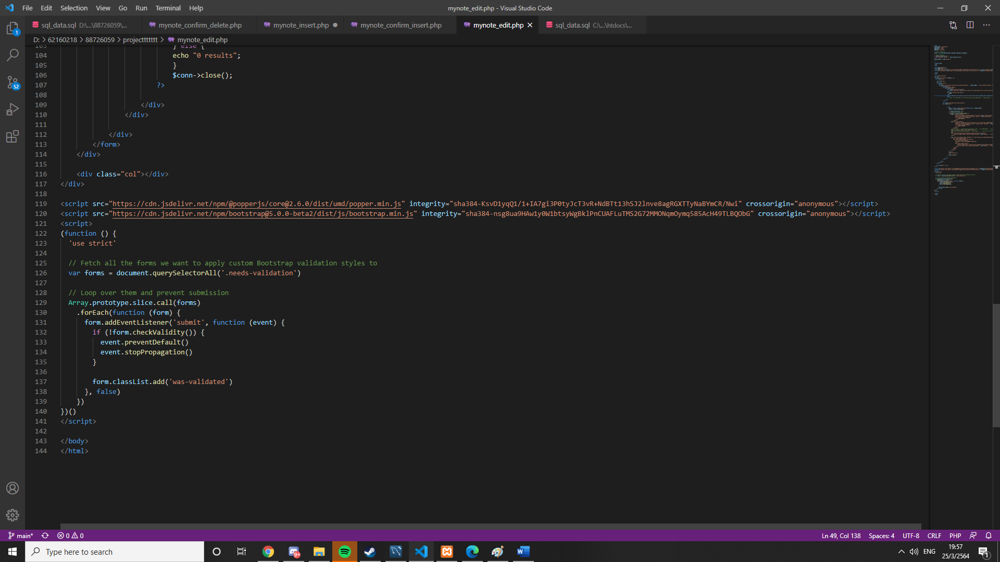 File Edit Selection View Go Run Terminal Help
mynote_edit.php - Visual Studio Code
sql_data.sql D:\...\88726059\...
mynote_confirm_delete.php
mynote_insert.php
mynote_confirm_insert.php
mynote_edit.php
sql_data.sql C:\...\htdocs\...
D: > 62160218 > 88726059 > projectttttttt > mynote_edit.php
103 } else {
104 echo "0 results";
105 }
106 $conn->close();
107 ?>
108
109 </div>
110 </div>
111
112 </div>
113 </form>
114 </div>
115
116 <div class="col"></div>
117 </div>
118
119 <script src="https://cdn.jsdelivr.net/npm/@popperjs/core@2.6.0/dist/umd/popper.min.js" integrity="sha384-KsvD1yqQ1/1+IA7gi3P0tyJcT3vR+NdBTt13hSJ2lnve8agRGXTTyNaBYmCR/Nwi" crossorigin="anonymous"></script>
120 <script src="https://cdn.jsdelivr.net/npm/bootstrap@5.0.0-beta2/dist/js/bootstrap.min.js" integrity="sha384-nsg8ua9HAw1y0W1btsyWgBklPnCUAFLuTMS2G72MMONqmOymq585AcH49TLBQObG" crossorigin="anonymous"></script>
121 <script>
122 (function () {
123 'use strict'
124
125 // Fetch all the forms we want to apply custom Bootstrap validation styles to
126 var forms = document.querySelectorAll('.needs-validation')
127
128 // Loop over them and prevent submission
129 Array.prototype.slice.call(forms)
130 .forEach(function (form) {
131 form.addEventListener('submit', function (event) {
132 if (!form.checkValidity()) {
133 event.preventDefault()
134 event.stopPropagation()
135 }
136
137 form.classList.add('was-validated')
138 }, false)
139 })
140 })()
141 </script>
142
143 </body>
144 </html>
1
52
main* 0 0
Ln 49, Col 138 Spaces: 4 UTF-8 CRLF PHP
Type here to search
9+
ENG
19:57
25/3/2564
1